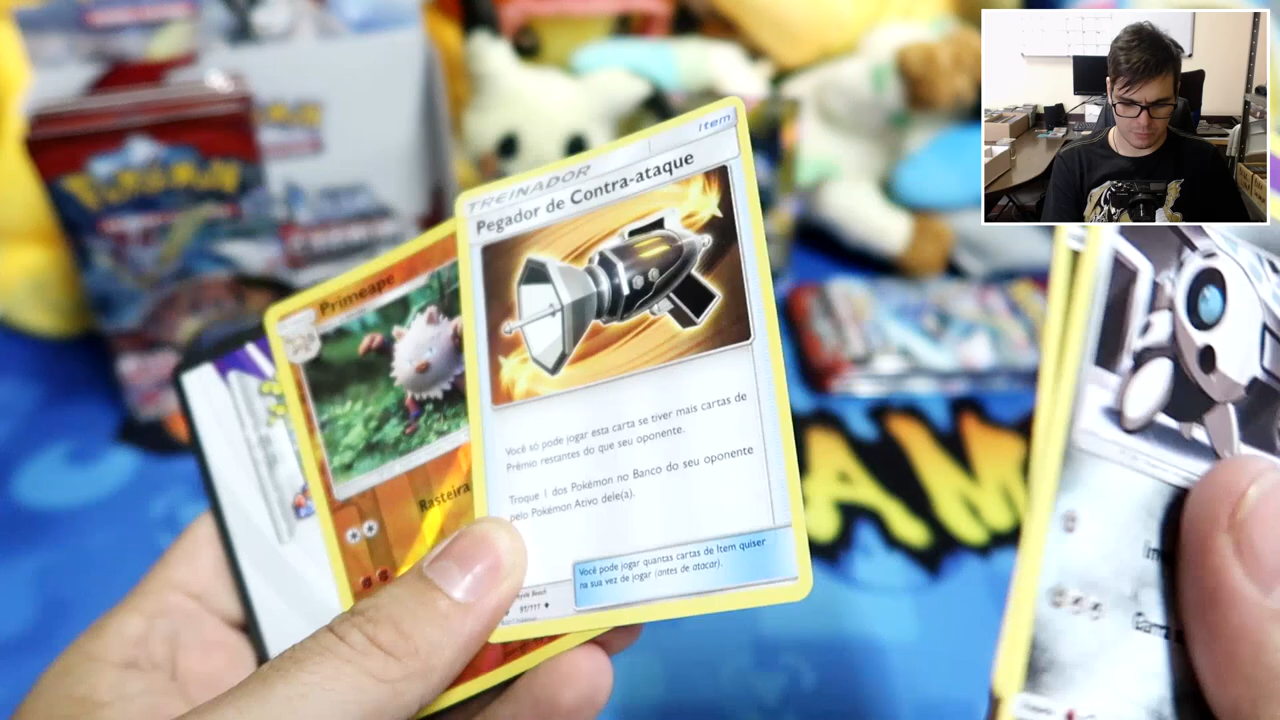 POKÉMON
Item
TREINADOR
Pegador de Contra-ataque
Primeape
Você só pode jogar esta carta se tiver mais cartas de
Prêmio restantes do que seu oponente.
Troque 1 dos Pokémon no Banco do seu oponente
pelo Pokémon Ativo dele(a).
Rasteira
Você pode jogar quantas cartas de Item quiser
na sua vez de jogar (antes de atacar).
91/111
AM